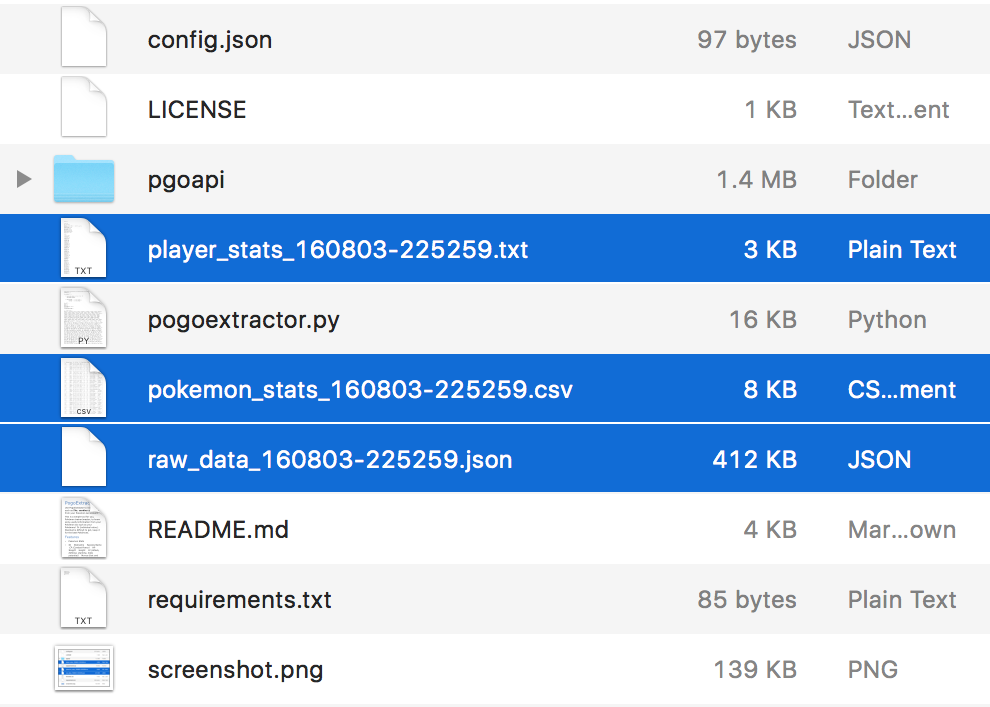 config.json 97 bytes JSON
LICENSE 1 KB Text...ent
pgoapi 1.4 MB Folder
TXT player_stats_160803-225259.txt 3 KB Plain Text
PY pogoextractor.py 16 KB Python
CSV pokemon_stats_160803-225259.csv 8 KB CS...ment
raw_data_160803-225259.json 412 KB JSON
README.md 4 KB Mar...own
TXT requirements.txt 85 bytes Plain Text
screenshot.png 139 KB PNG